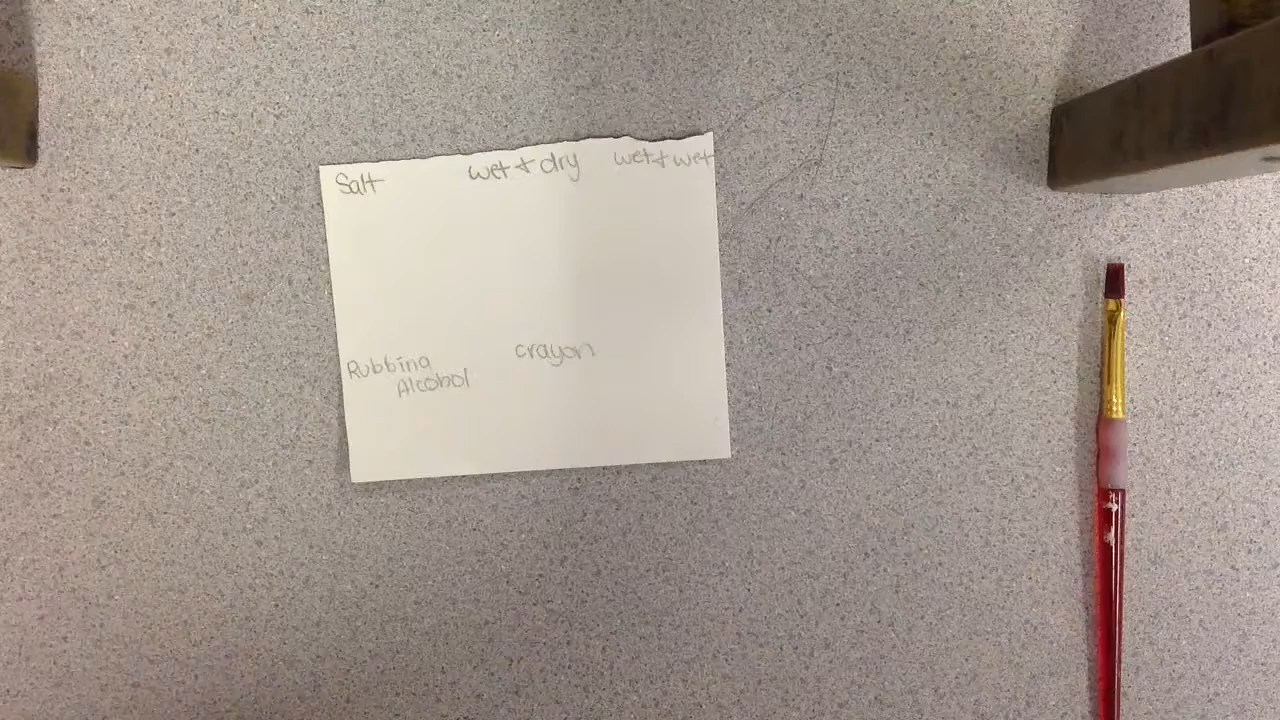 Salt
wet + dry
wet + wet
Rubbing
Alcohol
crayon